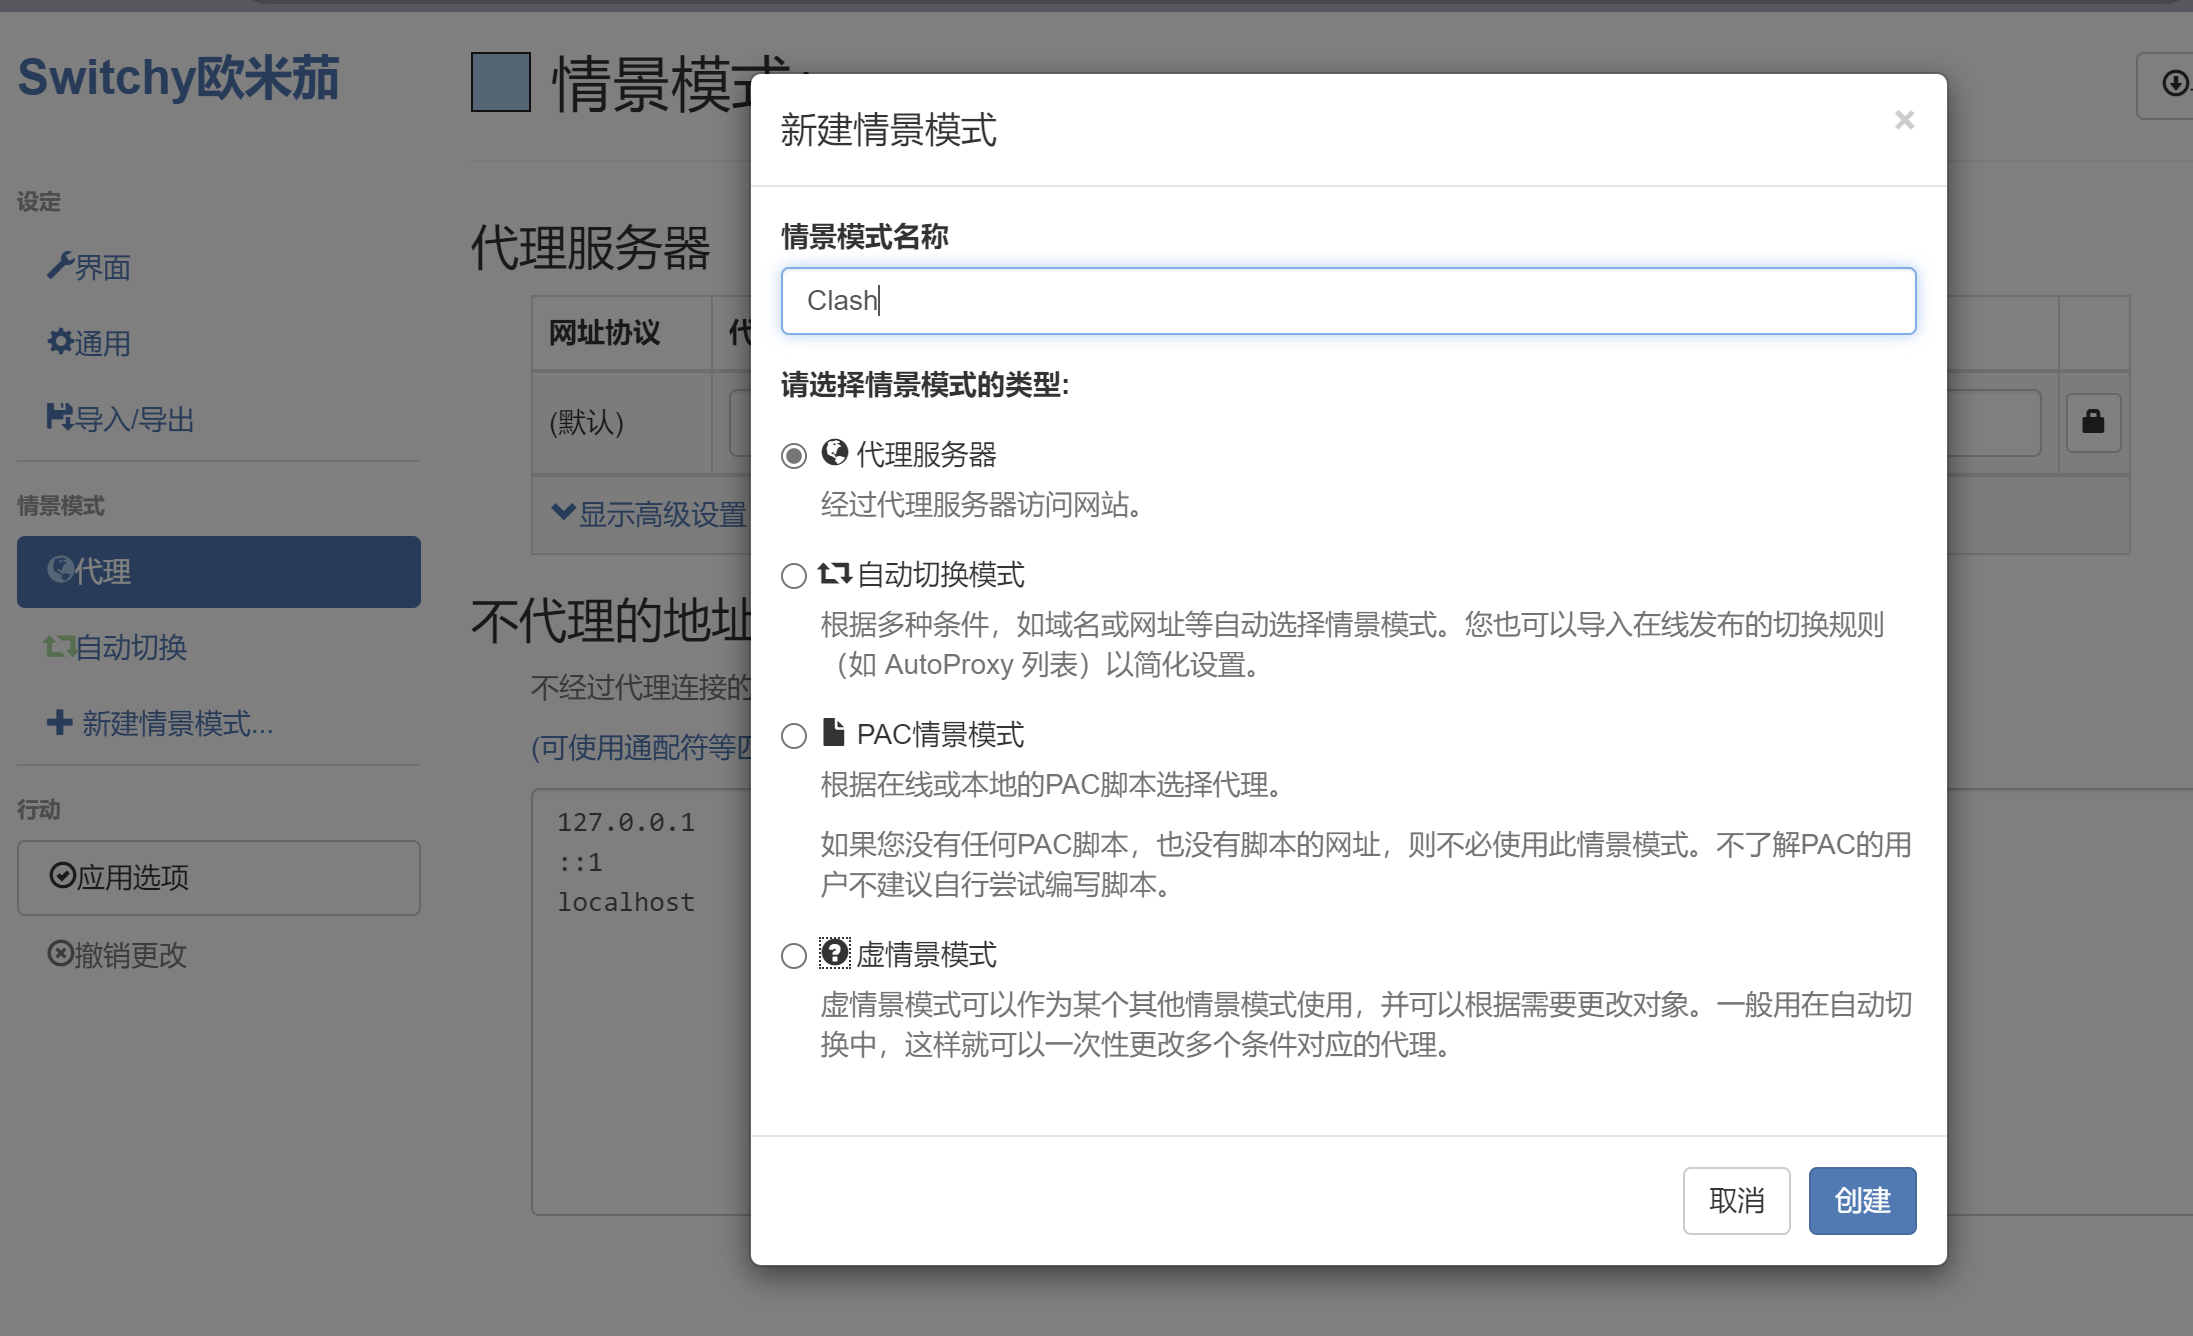 Switchy欧米茄
设定
界面
通用
导入/导出
情景模式
代理
自动切换
新建情景模式...
行动
应用选项
撤销更改
情景模式:
代理服务器
网址协议
(默认)
显示高级设置
不代理的地址
不经过代理连接的
(可使用通配符等
127.0.0.1
::1
localhost
新建情景模式
×
情景模式名称
Clash
请选择情景模式的类型:
代理服务器
经过代理服务器访问网站。
自动切换模式
根据多种条件，如域名或网址等自动选择情景模式。您也可以导入在线发布的切换规则
（如 AutoProxy 列表）以简化设置。
PAC情景模式
根据在线或本地的PAC脚本选择代理。
如果您没有任何PAC脚本，也没有脚本的网址，则不必使用此情景模式。不了解PAC的用
户不建议自行尝试编写脚本。
虚情景模式
虚情景模式可以作为某个其他情景模式使用，并可以根据需要更改对象。一般用在自动切
换中，这样就可以一次性更改多个条件对应的代理。
取消
创建